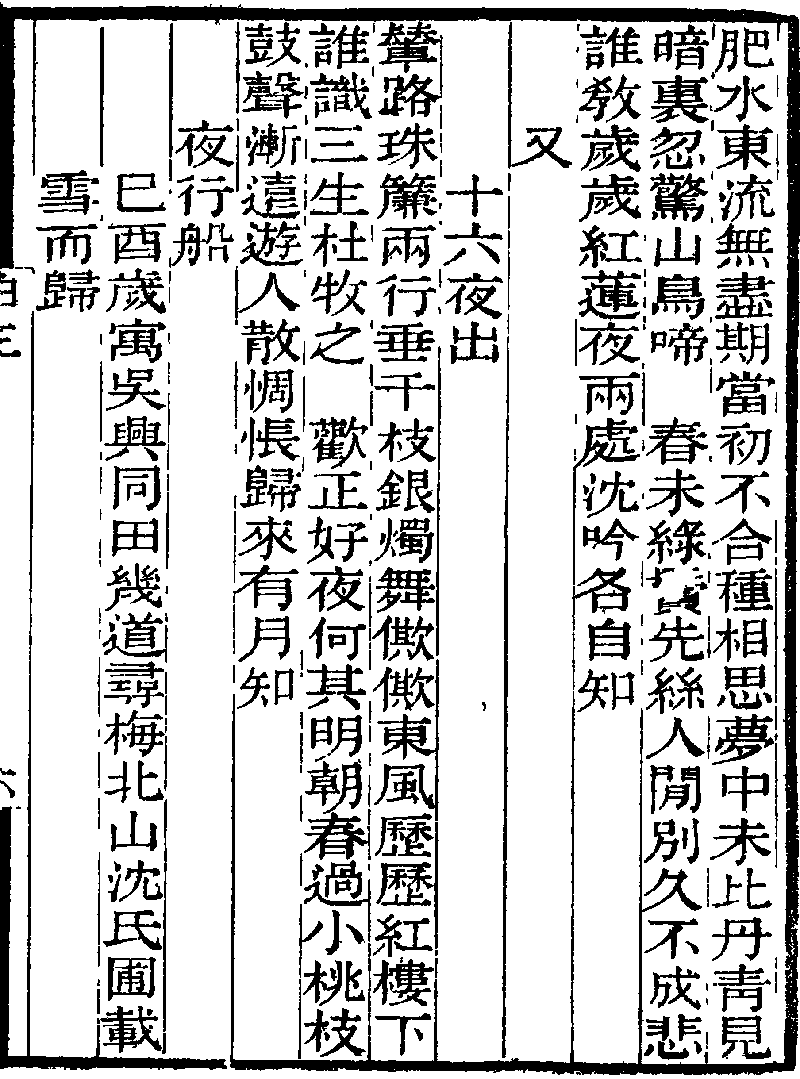 肥水東流無盡期當初不合種相思夢中未比丹青見
暗裏忽驚山鳥啼　春未綠鬢先絲人閒別久不成悲
誰敎歲歲紅蓮夜兩處沈吟各自知
又
十六夜出
輦路珠簾兩行垂千枝銀燭舞僛僛東風歷歷紅樓下
誰識三生杜牧之　歡正好夜何其明朝春過小桃枝
鼓聲漸遠遊人散惆悵歸來有月知
夜行船
己酉歲寓吳興同田幾道尋梅北山沈氏圃載
雪而歸